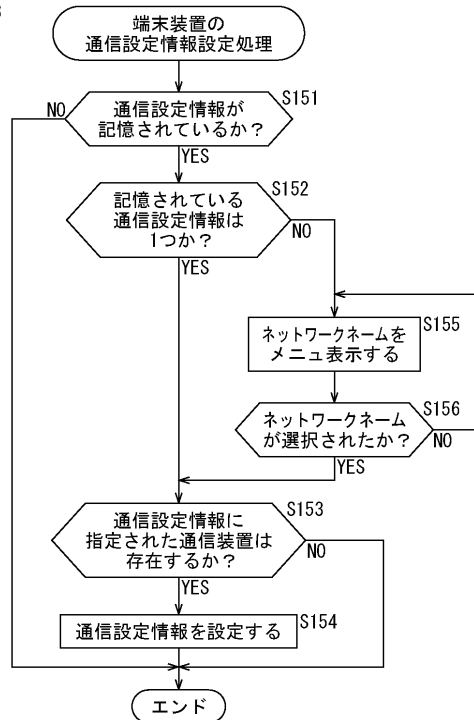 端末装置の
通信設定情報設定処理
S151
通信設定情報が
記憶されているか？
NO
YES
S152
記憶されている
通信設定情報は
1つか？
NO
YES
S155
ネットワークネームを
メニュ表示する
S156
ネットワークネーム
が選択されたか？
NO
YES
S153
通信設定情報に
指定された通信装置は
存在するか？
NO
YES
S154
通信設定情報を設定する
エンド